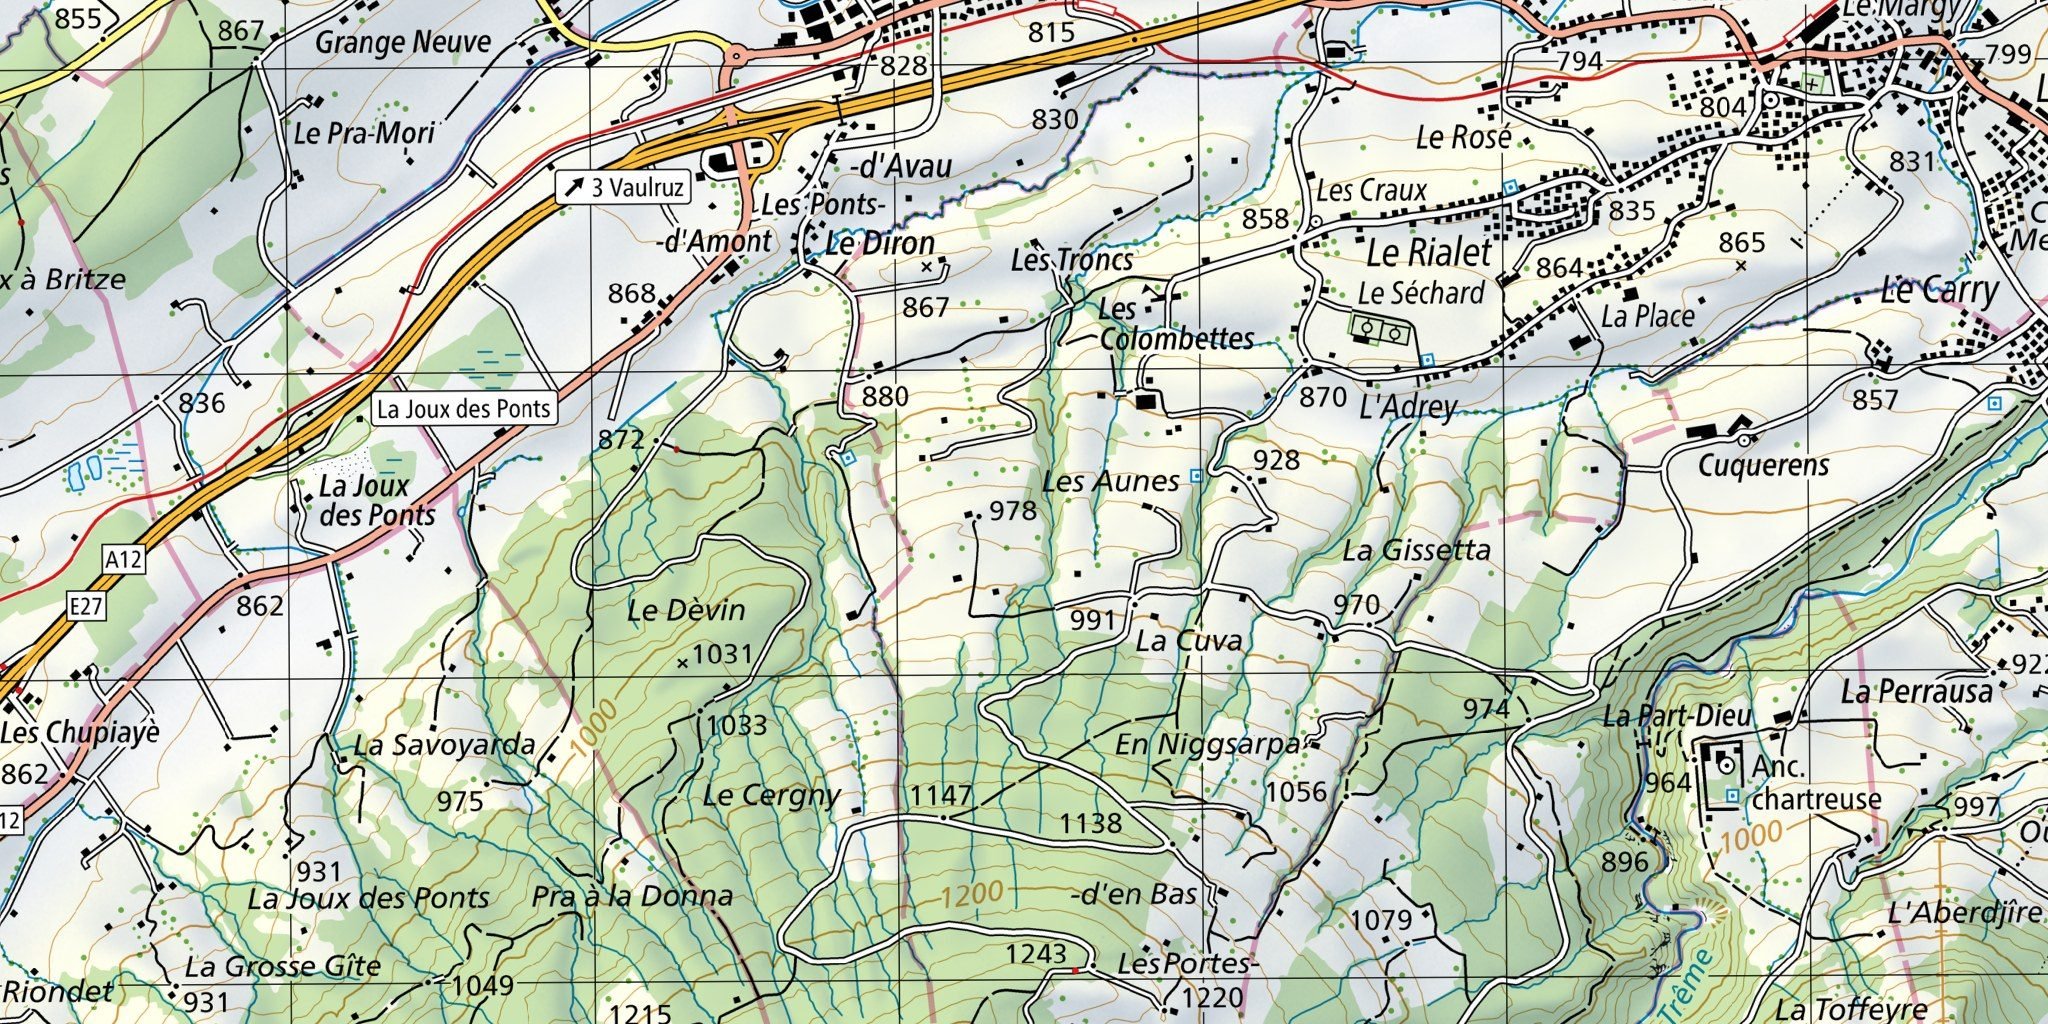 855
867
Grange Neuve
815
828
Le Margy
799
794
Le Pra-Mori
830
804
Le Rosé
-d'Avau
831
3 Vaulruz
Les Ponts-
-d'Amont
Le Diron
858
Les Craux
835
Le Rialet
865
x à Britze
868
867
Les Troncs
864
Le Séchard
Les
Colombettes
La Place
Le Carry
836
La Joux des Ponts
880
870
L'Adrey
857
872
928
Cuquerens
La Joux
des Ponts
978
Les Aunes
A12
E27
862
La Gissetta
Le Dèvin
991
970
La Cuva
1031
922
La Perrausa
Les Chupiayè
1033
974
La Part-Dieu
862
La Savoyarda
1000
En Niggsarpa
964
Anc.
chartreuse
975
Le Cergny
1147
1056
997
12
1138
1000
931
896
La Joux des Ponts
Pra à la Donna
1200
-d'en Bas
1079
L'Aberdjîre
La Grosse Gîte
1243
Les Portes-
Riondet
931
1049
1220
1215
Trême
La Toffeyre